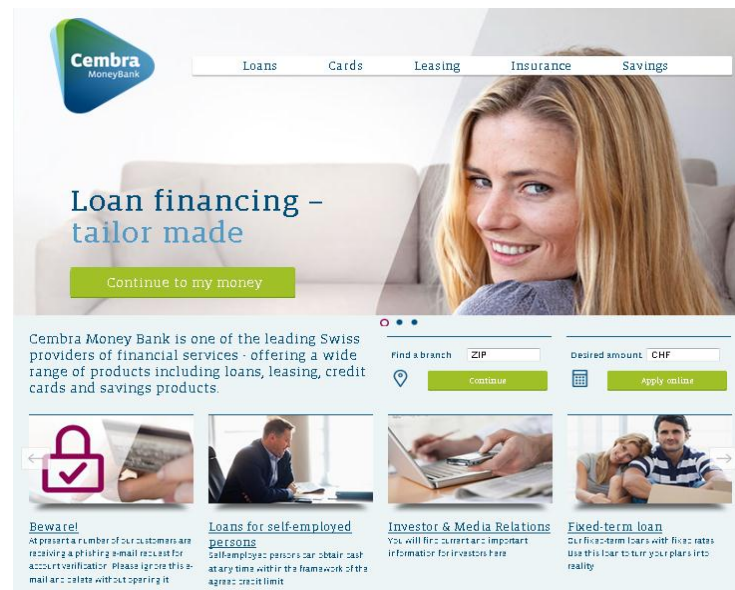 Cembra
MoneyBank
Loans Cards Leasing Insurance Savings
Loan financing –
tailor made
Continue to my money
Cembra Money Bank is one of the leading Swiss
providers of financial services - offering a wide
range of products including loans, leasing, credit
cards and savings products.
Find a branch ZIP
Continue
Desired amount CHF
Apply online
Beware!
At present a number of our customers are
receiving a phishing e-mail request for
account verification. Please ignore this e-
mail and delete without opening it
Loans for self-employed
persons
Self-employed persons can obtain cash
at any time within the framework of the
agreed credit limit
Investor & Media Relations
You will find current and important
information for investors here
Fixed-term loan
Our fixed-term loans with fixed rates
Use this loan to turn your plans into
reality